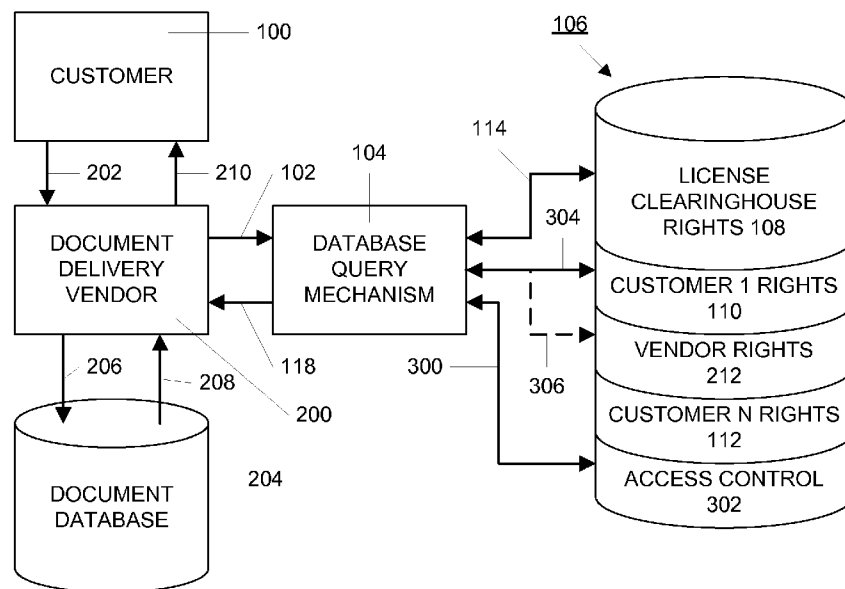 100
CUSTOMER
106
202
210
102
104
114
LICENSE
CLEARINGHOUSE
RIGHTS 108
DOCUMENT
DELIVERY
VENDOR
DATABASE
QUERY
MECHANISM
304
CUSTOMER 1 RIGHTS
110
206
208
118
300
306
VENDOR RIGHTS
212
200
CUSTOMER N RIGHTS
112
204
DOCUMENT
DATABASE
ACCESS CONTROL
302